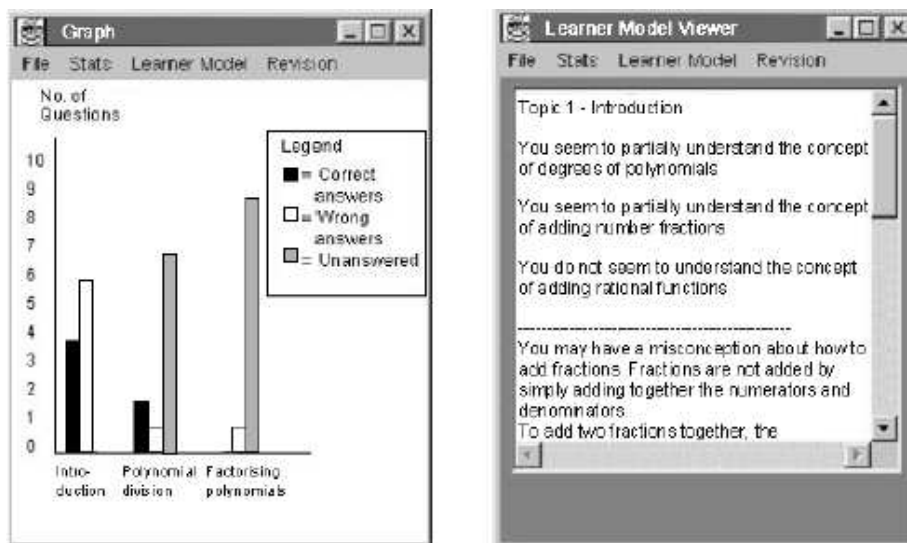 Graph
File Stats Learner Model Revision
No. of
Questions
10
9
8
7
6
5
4
3
2
1
0
Legend
= Correct
answers
= Wrong
answers
= Unanswered
Intro-
duction
Polynomial
division
Factorising
polynomials
Learner Model Viewer
File Stats Learner Model Revision
Topic 1 - Introduction
You seem to partially understand the concept
of degrees of polynomials
You seem to partially understand the concept
of adding number fractions
You do not seem to understand the concept
of adding rational functions
--------------------------------------------------
You may have a misconception about how to
add fractions. Fractions are not added by
simply adding together the numerators and
denominators.
To add two fractions together, the